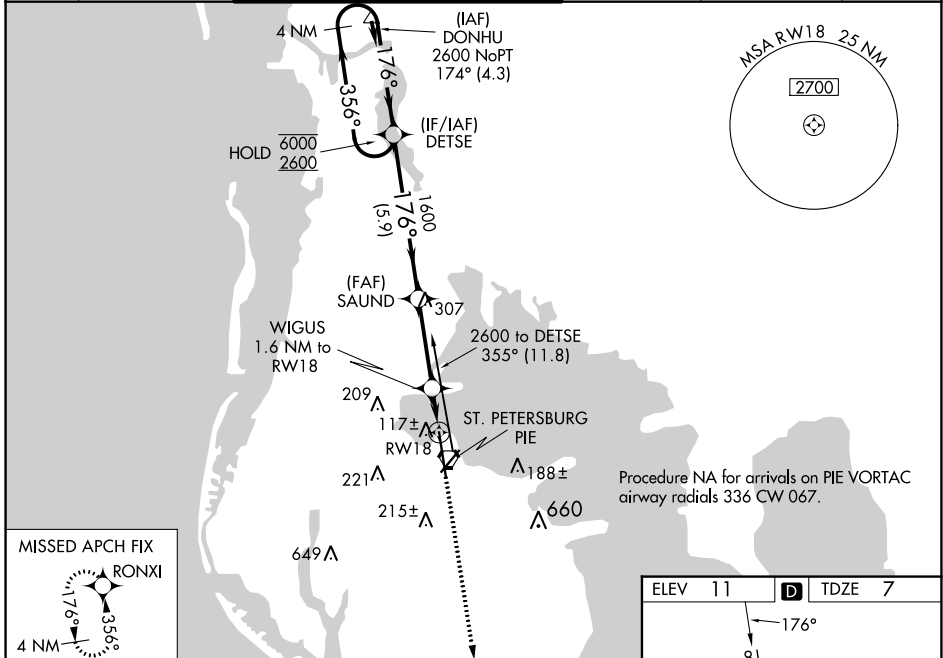 4 NM
(IAF)
DONHU
2600 NoPT
174° (4.3)
176°
356°
MSA RW18 25 NM
2700
(IF/IAF)
DETSE
HOLD
6000
2600
1600
176°
(5.9)
(FAF)
SAUND
307
WIGUS
1.6 NM to
RW18
2600 to DETSE
355° (11.8)
209
117±
RW18
ST. PETERSBURG
PIE
221
188±
Procedure NA for arrivals on PIE VORTAC
airway radials 336 CW 067.
215±
660
649
MISSED APCH FIX
RONXI
176°
356°
4 NM
ELEV 11 D TDZE 7
176°